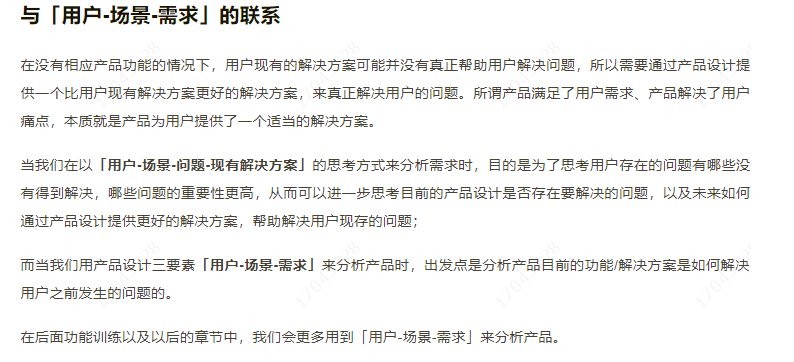 与「用户-场景-需求」的联系
在没有相应产品功能的情况下，用户现有的解决方案可能并没有真正帮助用户解决问题，所以需要通过产品设计提
供一个比用户现有解决方案更好的解决方案，来真正解决用户的问题。所谓产品满足了用户需求、产品解决了用户
痛点，本质就是产品为用户提供了一个适当的解决方案。
当我们在以「用户-场景-问题-现有解决方案」的思考方式来分析需求时，目的是为了思考用户存在的问题有哪些没
有得到解决，哪些问题的重要性更高，从而可以进一步思考目前的产品设计是否存在要解决的问题，以及未来如何
通过产品设计提供更好的解决方案，帮助解决用户现存的问题；
而当我们用产品设计三要素「用户-场景-需求」来分析产品时，出发点是分析产品目前的功能/解决方案是如何解决
用户之前发生的问题的。
在后面功能训练以及以后的章节中，我们会更多用到「用户-场景-需求」来分析产品。